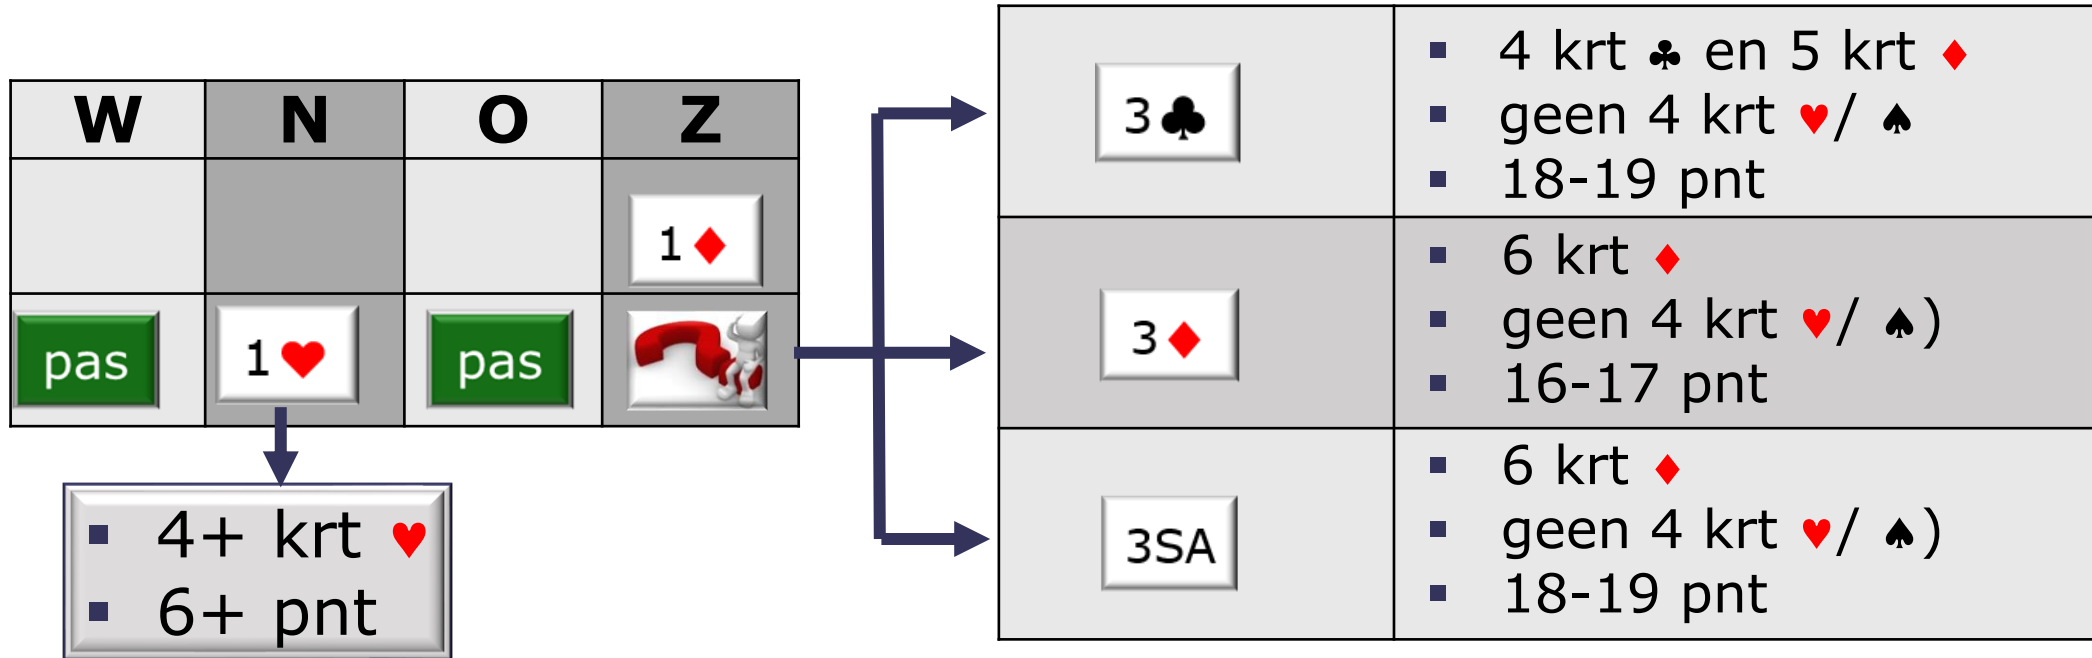 W N O Z
1♦
pas 1♥ pas
4+ krt ♥
6+ pnt
3♣
4 krt ♣ en 5 krt ♦
geen 4 krt ♥/ ♠
18-19 pnt
3♦
6 krt ♦
geen 4 krt ♥/ ♠)
16-17 pnt
3SA
6 krt ♦
geen 4 krt ♥/ ♠)
18-19 pnt